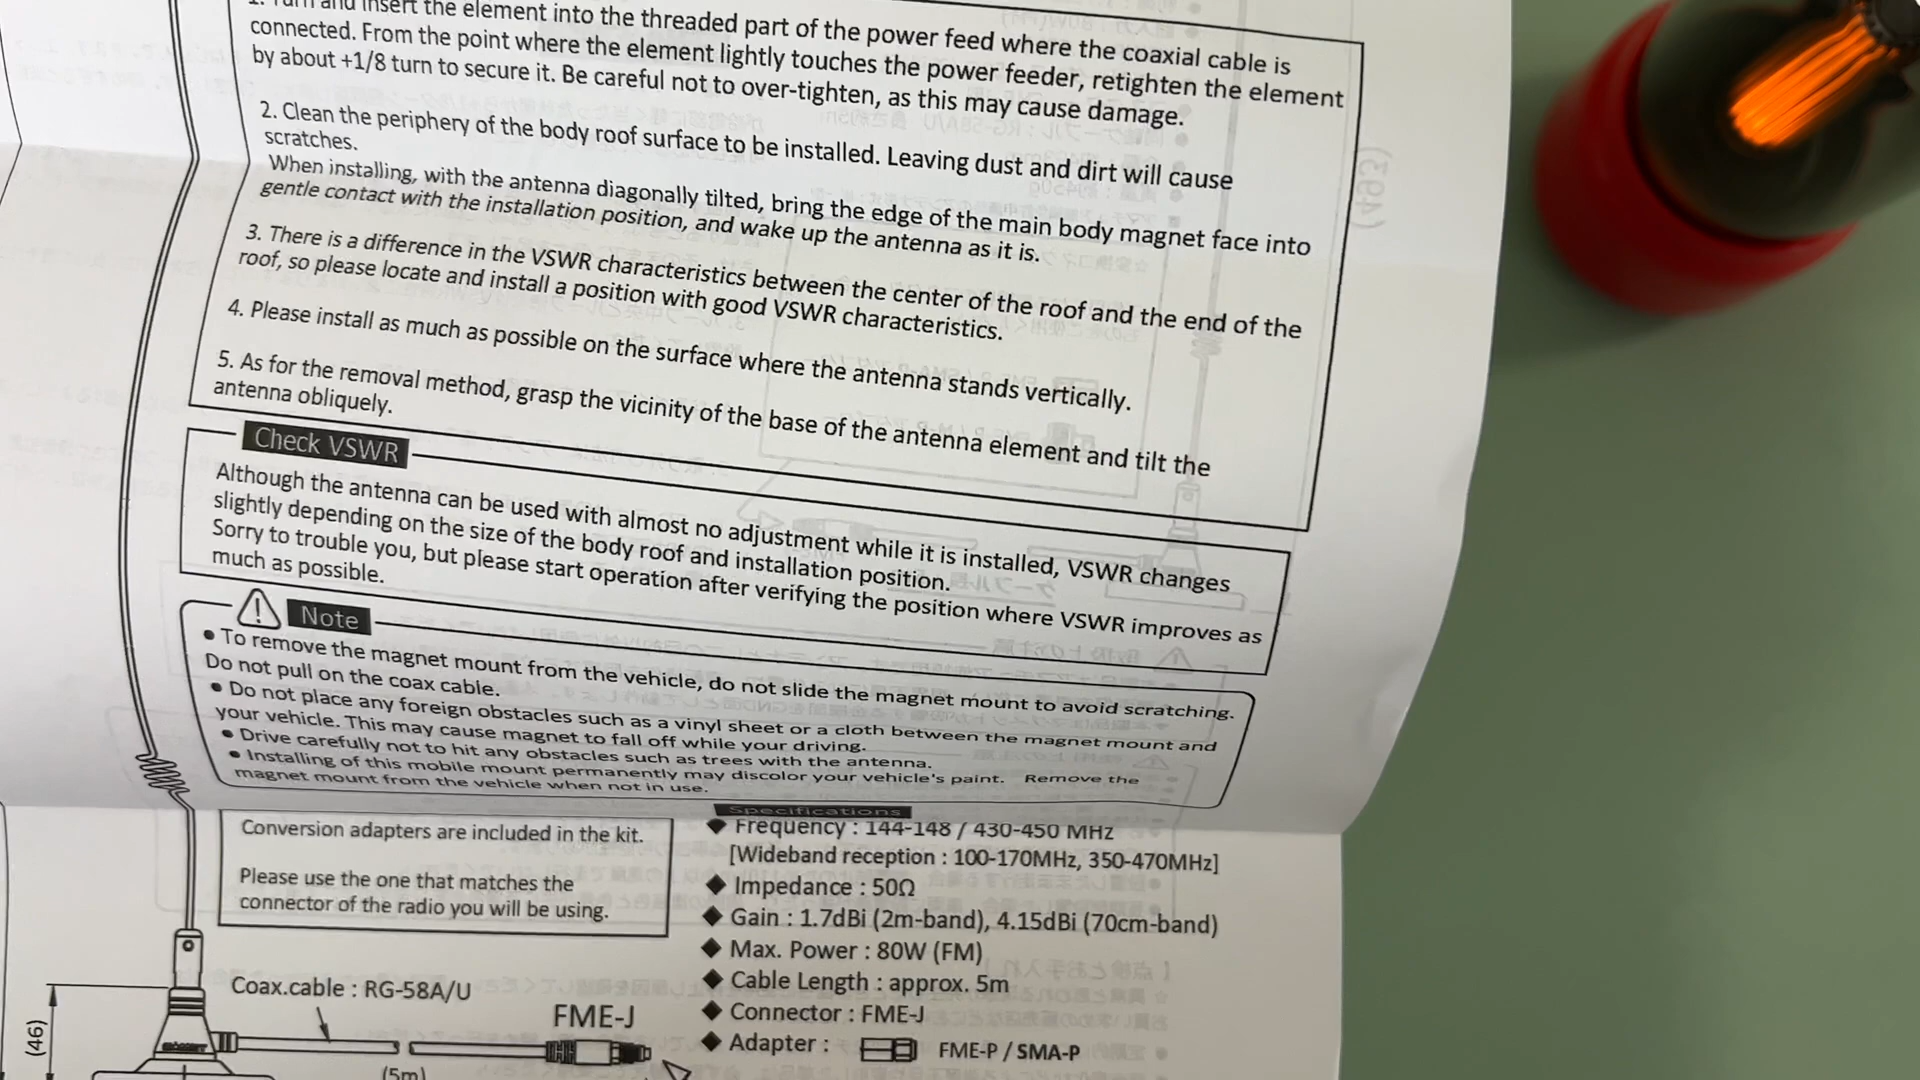 1. Turn and insert the element into the threaded part of the power feed where the coaxial cable is
connected. From the point where the element lightly touches the power feeder, retighten the element
by about +1/8 turn to secure it. Be careful not to over-tighten, as this may cause damage.
2. Clean the periphery of the body roof surface to be installed. Leaving dust and dirt will cause
scratches.
When installing, with the antenna diagonally tilted, bring the edge of the main body magnet face into
gentle contact with the installation position, and wake up the antenna as it is.
3. There is a difference in the VSWR characteristics between the center of the roof and the end of the
roof, so please locate and install a position with good VSWR characteristics.
4. Please install as much as possible on the surface where the antenna stands vertically.
5. As for the removal method, grasp the vicinity of the base of the antenna element and tilt the
antenna obliquely.
Check VSWR
Although the antenna can be used with almost no adjustment while it is installed, VSWR changes
slightly depending on the size of the body roof and installation position.
Sorry to trouble you, but please start operation after verifying the position where VSWR improves as
much as possible.
Note
• To remove the magnet mount from the vehicle, do not slide the magnet mount to avoid scratching.
Do not pull on the coax cable.
• Do not place any foreign obstacles such as a vinyl sheet or a cloth between the magnet mount and
your vehicle. This may cause magnet to fall off while your driving.
• Drive carefully not to hit any obstacles such as trees with the antenna.
• Installing of this mobile mount permanently may discolor your vehicle's paint. Remove the
magnet mount from the vehicle when not in use.
Conversion adapters are included in the kit.
Please use the one that matches the
connector of the radio you will be using.
Specifications
◆ Frequency : 144-148 / 430-450 MHz
[Wideband reception : 100-170MHz, 350-470MHz]
◆ Impedance : 50Ω
◆ Gain : 1.7dBi (2m-band), 4.15dBi (70cm-band)
◆ Max. Power : 80W (FM)
◆ Cable Length : approx. 5m
◆ Connector : FME-J
◆ Adapter : FME-P / SMA-P
Coax.cable : RG-58A/U
FME-J
(46)
(5m)